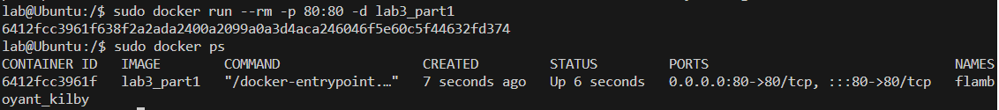 lab@Ubuntu:/$ sudo docker run --rm -p 80:80 -d lab3_part1
6412fcc3961f638f2a2ada2400a2099a0a3d4aca246046f5e60c5f44632fd374
lab@Ubuntu:/$ sudo docker ps
CONTAINER ID   IMAGE        COMMAND                  CREATED         STATUS         PORTS                               NAMES
6412fcc3961f   lab3_part1   "/docker-entrypoint.…"   7 seconds ago   Up 6 seconds   0.0.0.0:80->80/tcp, :::80->80/tcp   flamb
oyant_kilby